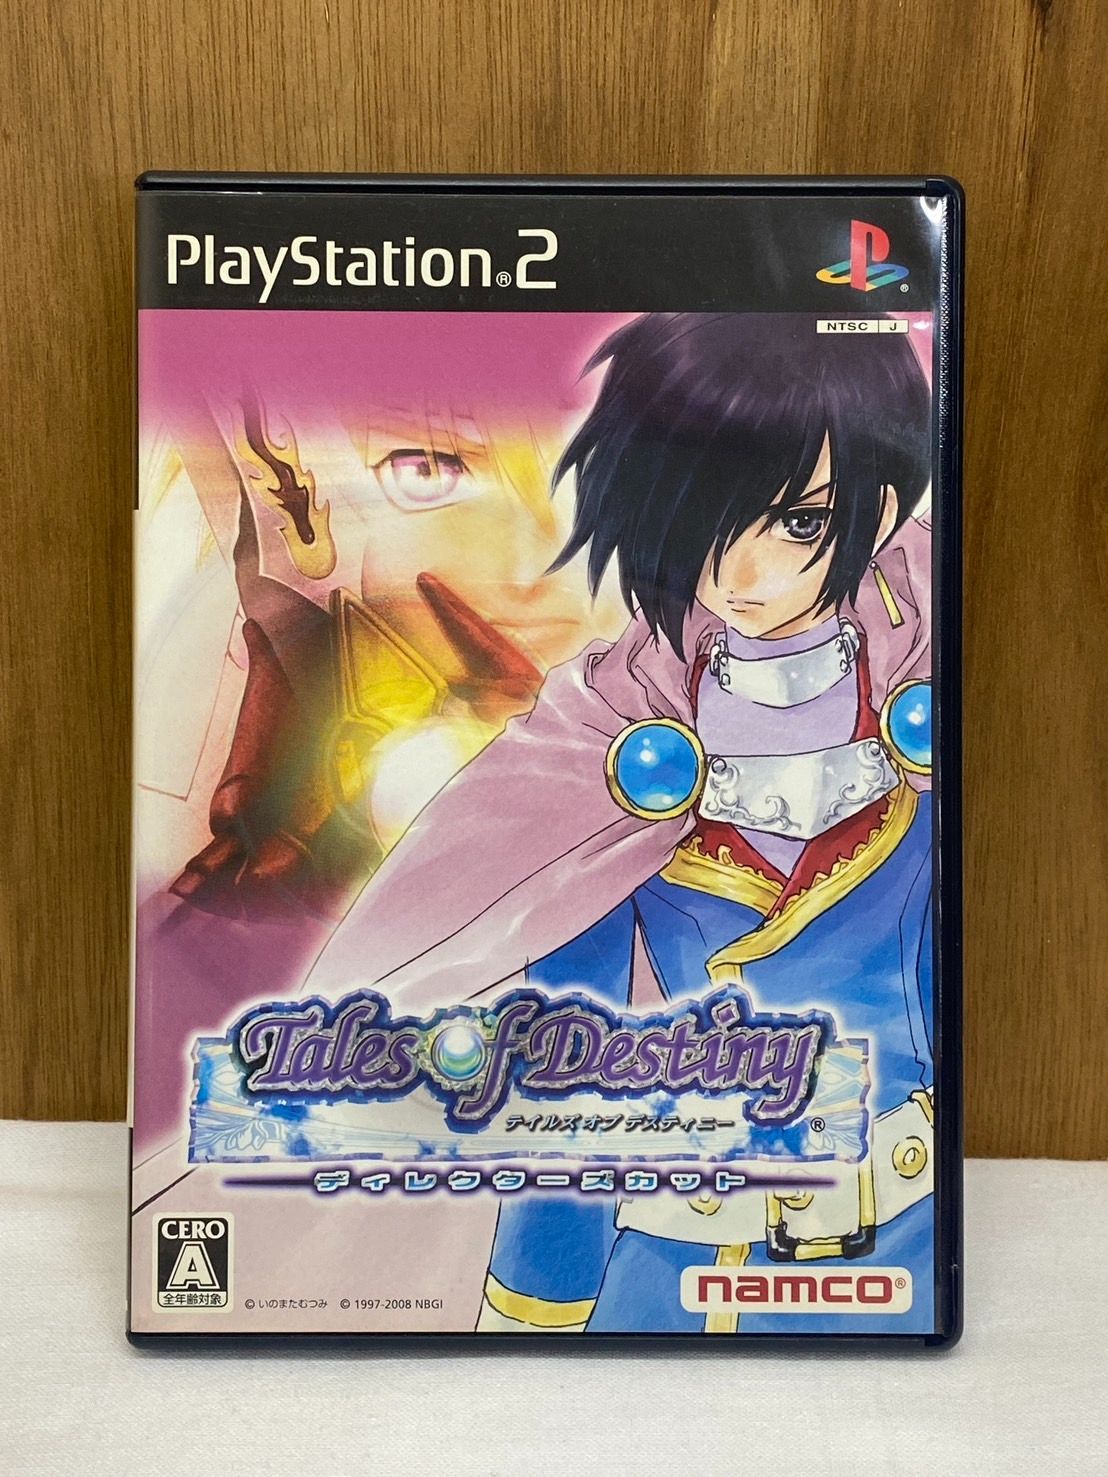 PlayStation®2
®
NTSC J
Tales of Destiny
テイルズ オブ デスティニー ®
ディレクターズカット
CERO
A
全年齢対象
© いのまたむつみ © 1997-2008 NBGI
namco®